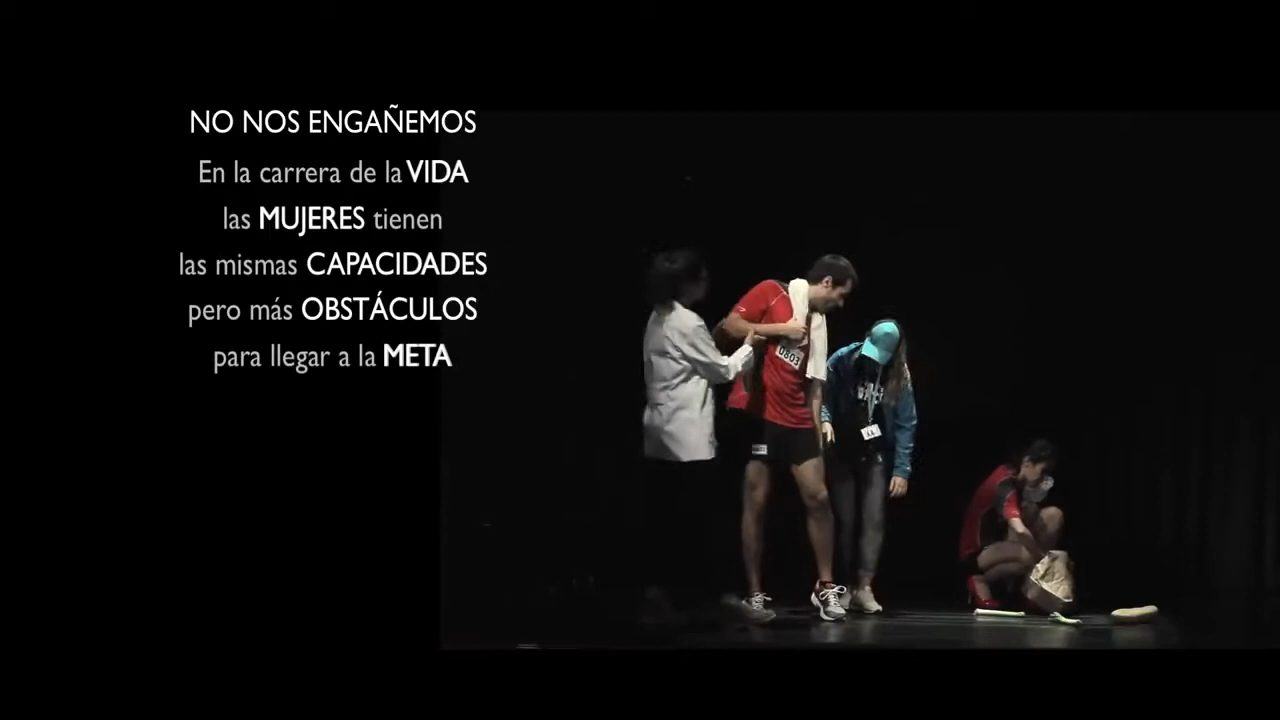 NO NOS ENGAÑEMOS
En la carrera de la VIDA
las MUJERES tienen
las mismas CAPACIDADES
pero más OBSTÁCULOS
para llegar a la META
0803